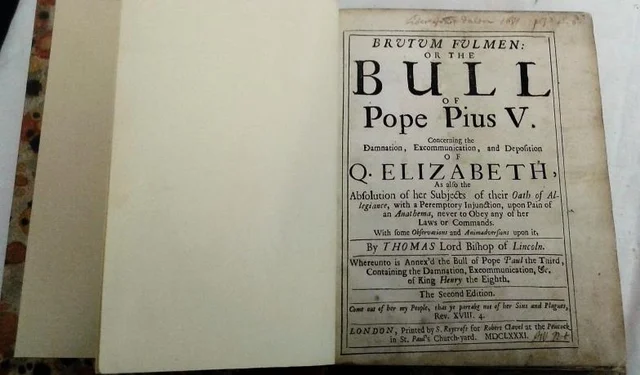 BRUTUM FULMEN:
OR THE
BULL
OF
Pope Pius V.
Concerning the
Damnation, Excommunication, and Deposition
OF
Q. ELIZABETH,
As also the
Absolution of her Subjects of their Oath of Al-
legiance, with a Peremptory Injunction, upon Pain of
an Anathema, never to Obey any of her
Laws or Commands.
With some Observations and Animadversions upon it.
By THOMAS Lord Bishop of Lincoln.
Whereunto is Annex'd the Bull of Pope Paul the Third,
Containing the Damnation, Excommunication, &c.
of King Henry the Eighth.
The Second Edition.
Come out of her my People, that ye partake not of her Sins and Plagues,
Rev. XVIII. 4.
LONDON, Printed by S. Roycroft for Robert Clavel at the Peacock
in St. Paul's Church-yard. MDCLXXXI.